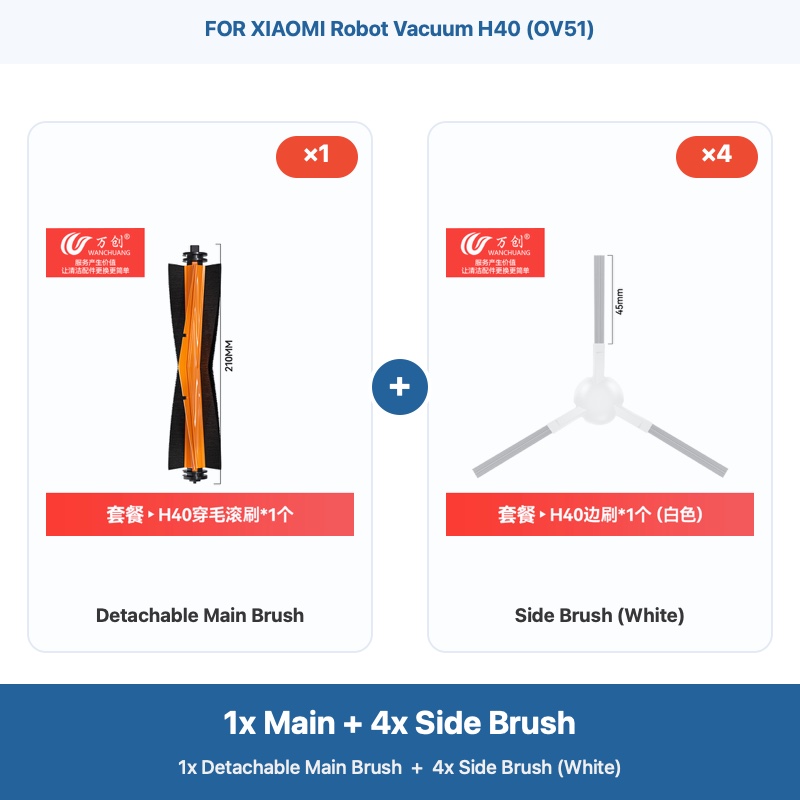 FOR XIAOMI Robot Vacuum H40 (OV51)
×1
万创®
WANCHUANG
服务产生价值
让清洁配件更换更简单
210MM
套餐▸H40穿毛滚刷*1个
Detachable Main Brush
+
×4
万创®
WANCHUANG
服务产生价值
让清洁配件更换更简单
45mm
套餐▸H40边刷*1个 (白色)
Side Brush (White)
1x Main + 4x Side Brush
1x Detachable Main Brush + 4x Side Brush (White)